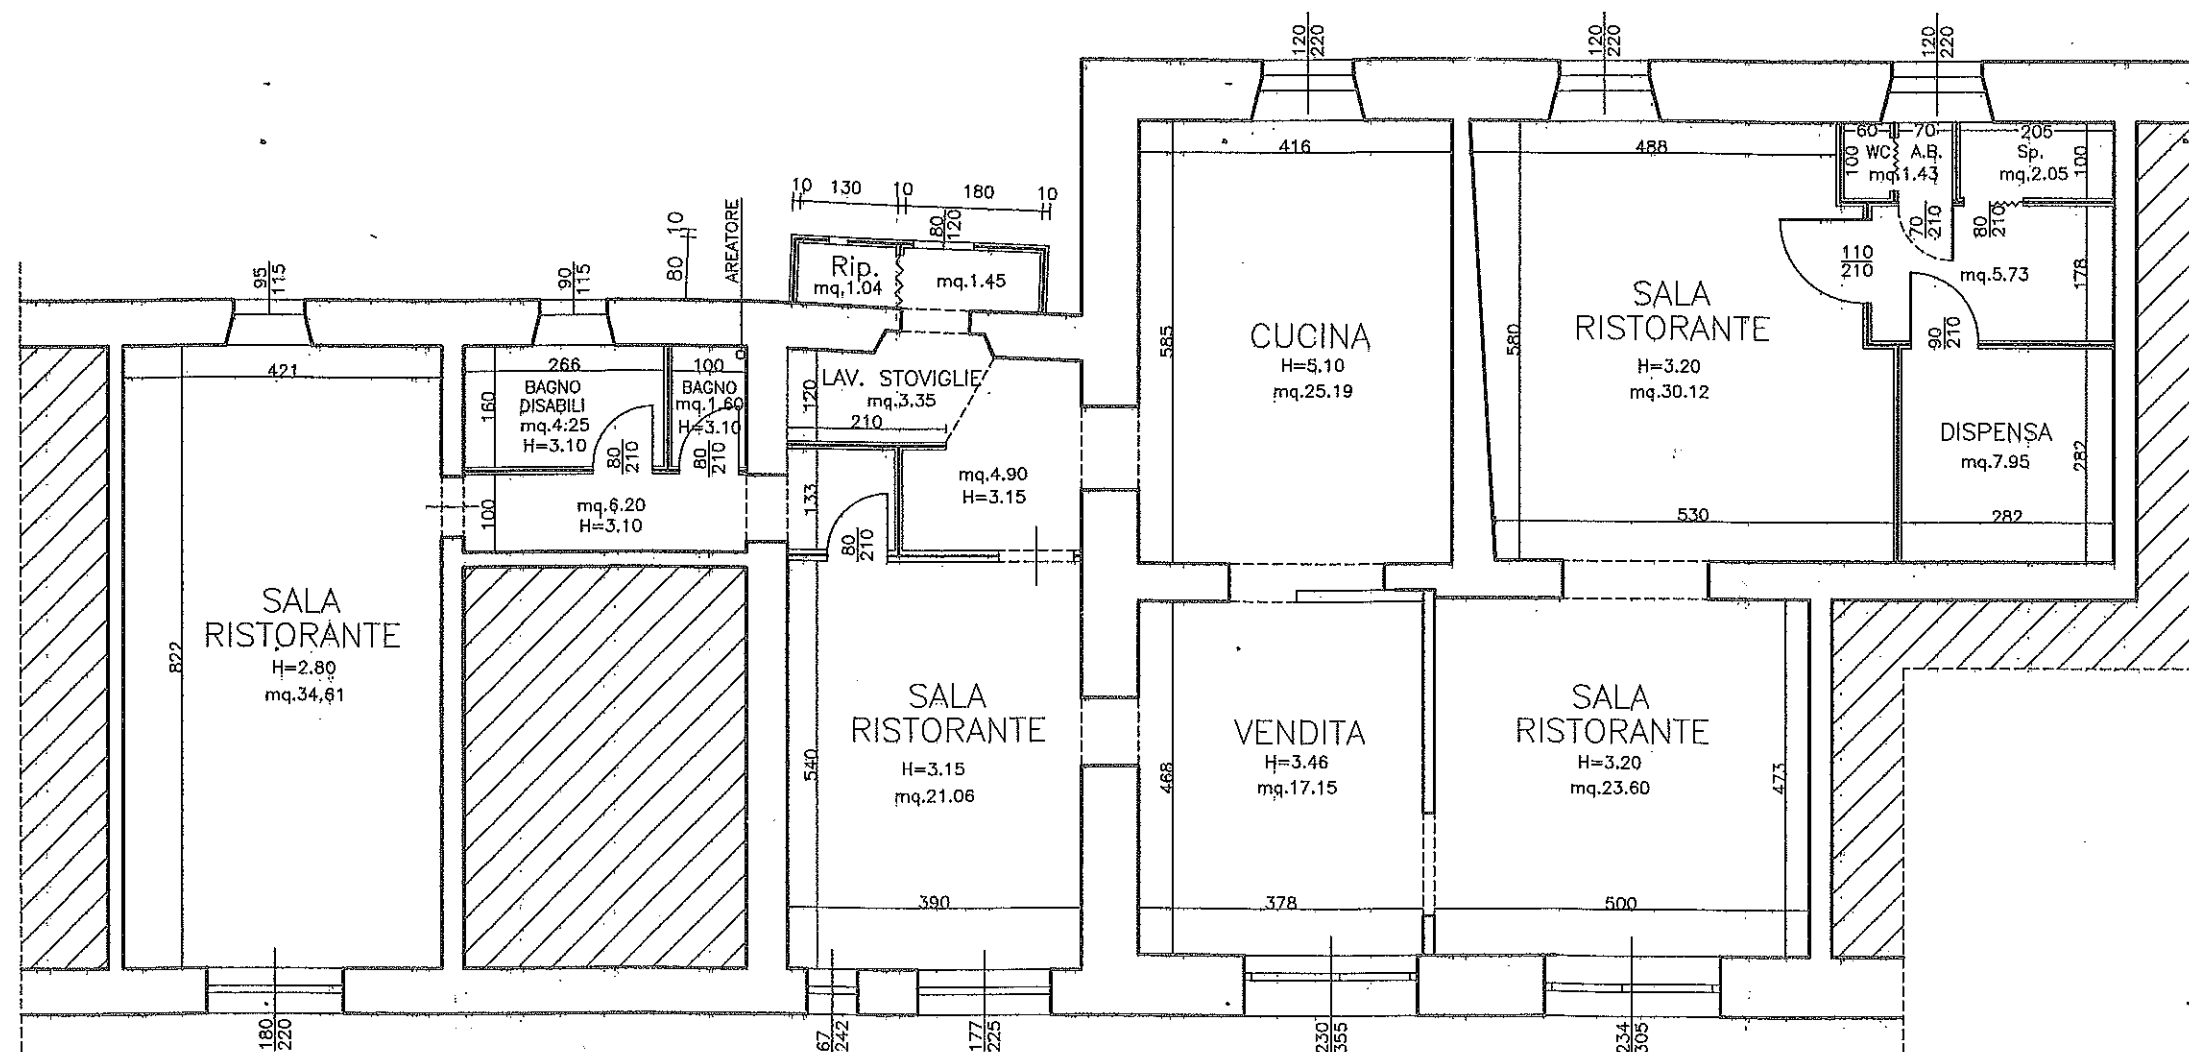 120
220
120
220
120
220
10 130 10 180 10
80
120
80 10
AREATORE
95
115
90
115
Rip.
mq.1.04
mq.1.45
421
SALA
RISTORANTE
H=2.80
mq.34,61
822
266
BAGNO
DISABILI
mq.4:25
H=3.10
160
80
210
100
BAGNO
mq.1.60
H=3.10
80
210
100
mq.6.20
H=3.10
LAV. STOVIGLIE
mq.3.35
120
210
133
80
210
mq.4.90
H=3.15
SALA
RISTORANTE
H=3.15
mq.21.06
540
390
416
585
CUCINA
H=5.10
mq.25.19
488
580
SALA
RISTORANTE
H=3.20
mq.30.12
530
60 70 205
100
WC A.B.
mq.1.43
Sp.
mq.2.05
100
70
210
80
210
110
210
mq.5.73
178
90
210
DISPENSA
mq.7.95
282
282
VENDITA
H=3.46
mq.17.15
468
378
SALA
RISTORANTE
H=3.20
mq.23.60
473
500
180
220
67
242
177
225
230
355
234
305